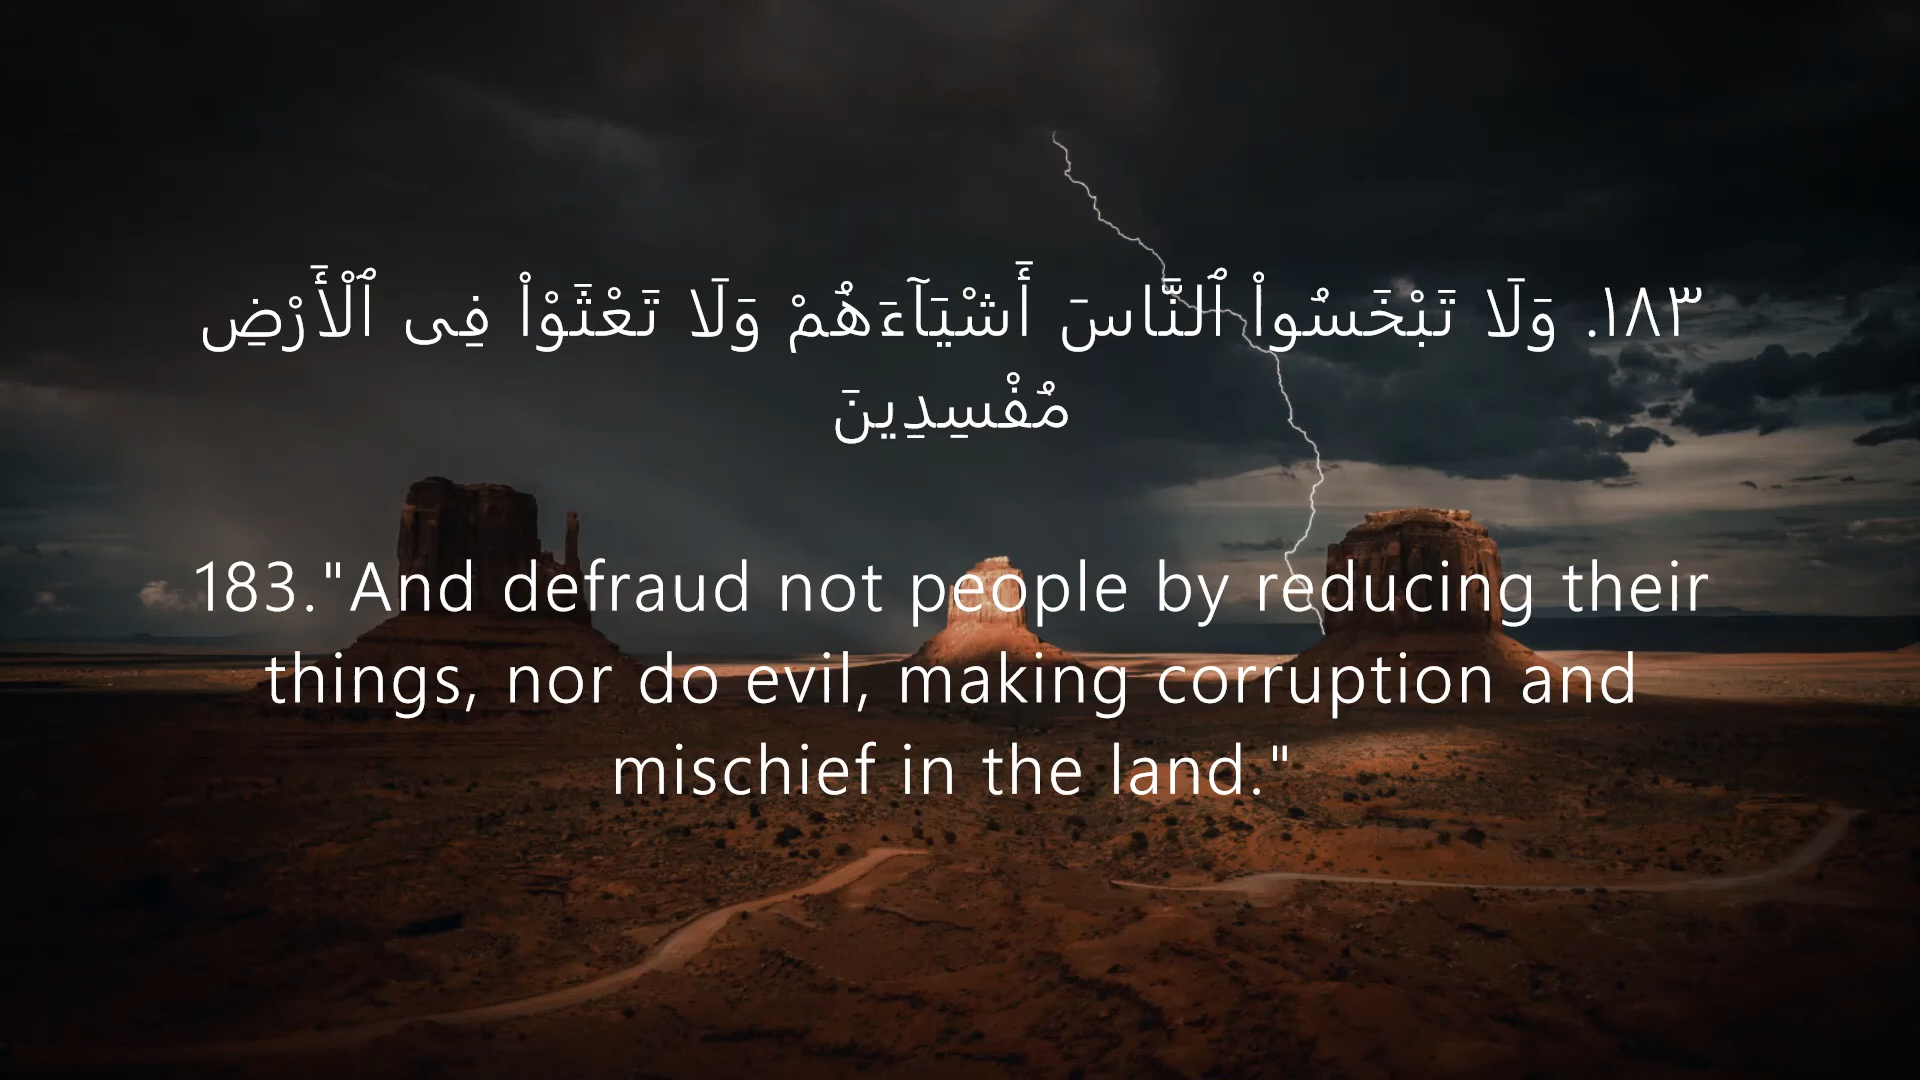 ١٨٣. وَلَا تَبْخَسُوا۟ ٱلنَّاسَ أَشْيَآءَهُمْ وَلَا تَعْثَوْا۟ فِى ٱلْأَرْضِ
مُفْسِدِينَ
183."And defraud not people by reducing their
things, nor do evil, making corruption and
mischief in the land."